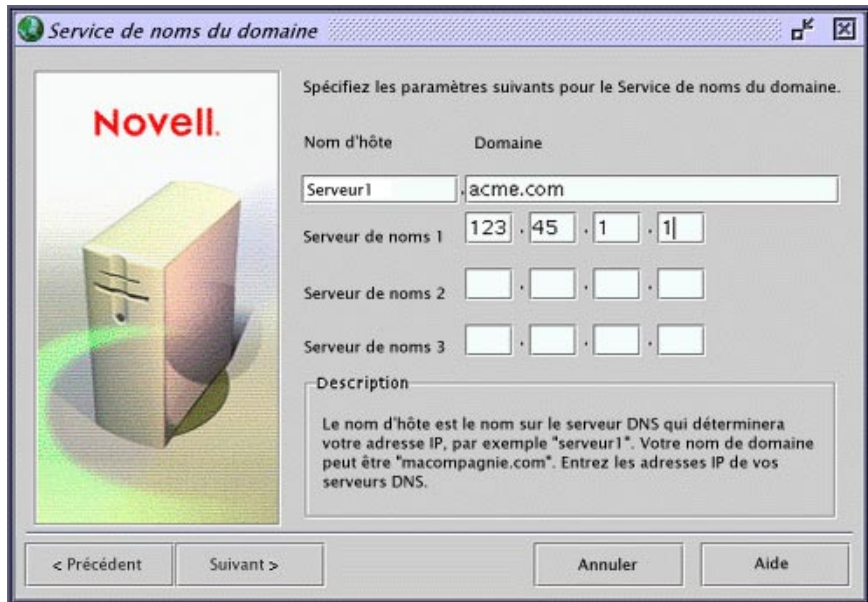 Service de noms du domaine
Novell.
Spécifiez les paramètres suivants pour le Service de noms du domaine.
Nom d'hôte Domaine
Serveur1 . acme.com
Serveur de noms 1 123 . 45 . 1 . 1
Serveur de noms 2 . . .
Serveur de noms 3 . . .
Description
Le nom d'hôte est le nom sur le serveur DNS qui déterminera
votre adresse IP, par exemple "serveur1". Votre nom de domaine
peut être "macompagnie.com". Entrez les adresses IP de vos
serveurs DNS.
< Précédent Suivant > Annuler Aide